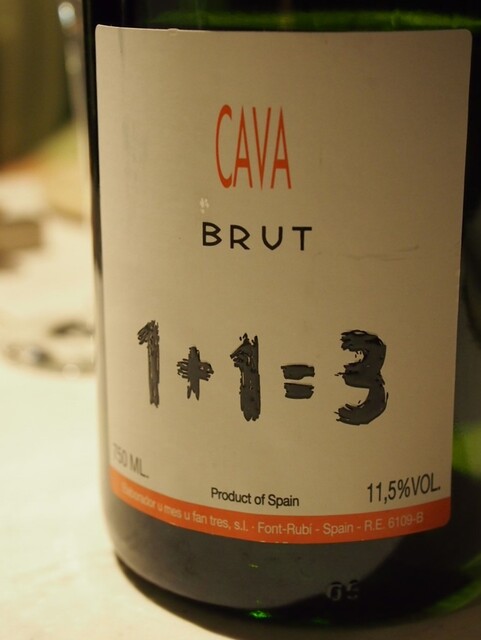 CAVA
BRUT
1+1=3
750 ML.
Product of Spain
11,5%VOL.
Elaborador u mes u fan tres, s.l. - Font-Rubí - Spain - R.E. 6109-B